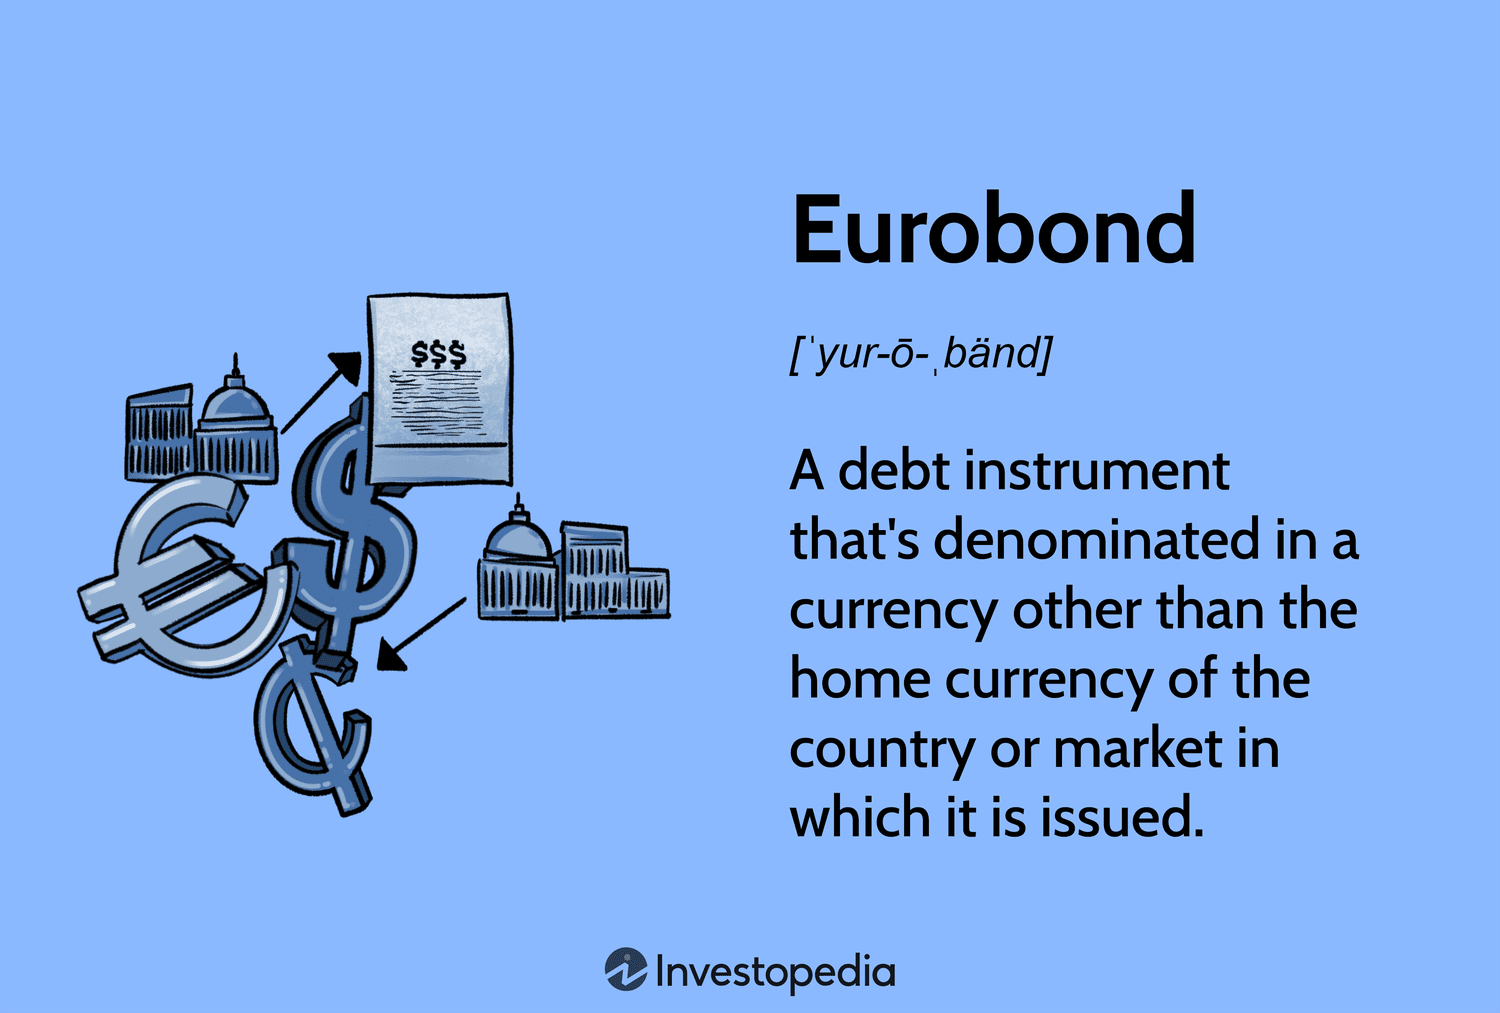 Eurobond
[ˈyur-ō-ˌbänd]
$$$
A debt instrument
that's denominated in a
currency other than the
home currency of the
country or market in
which it is issued.
Investopedia